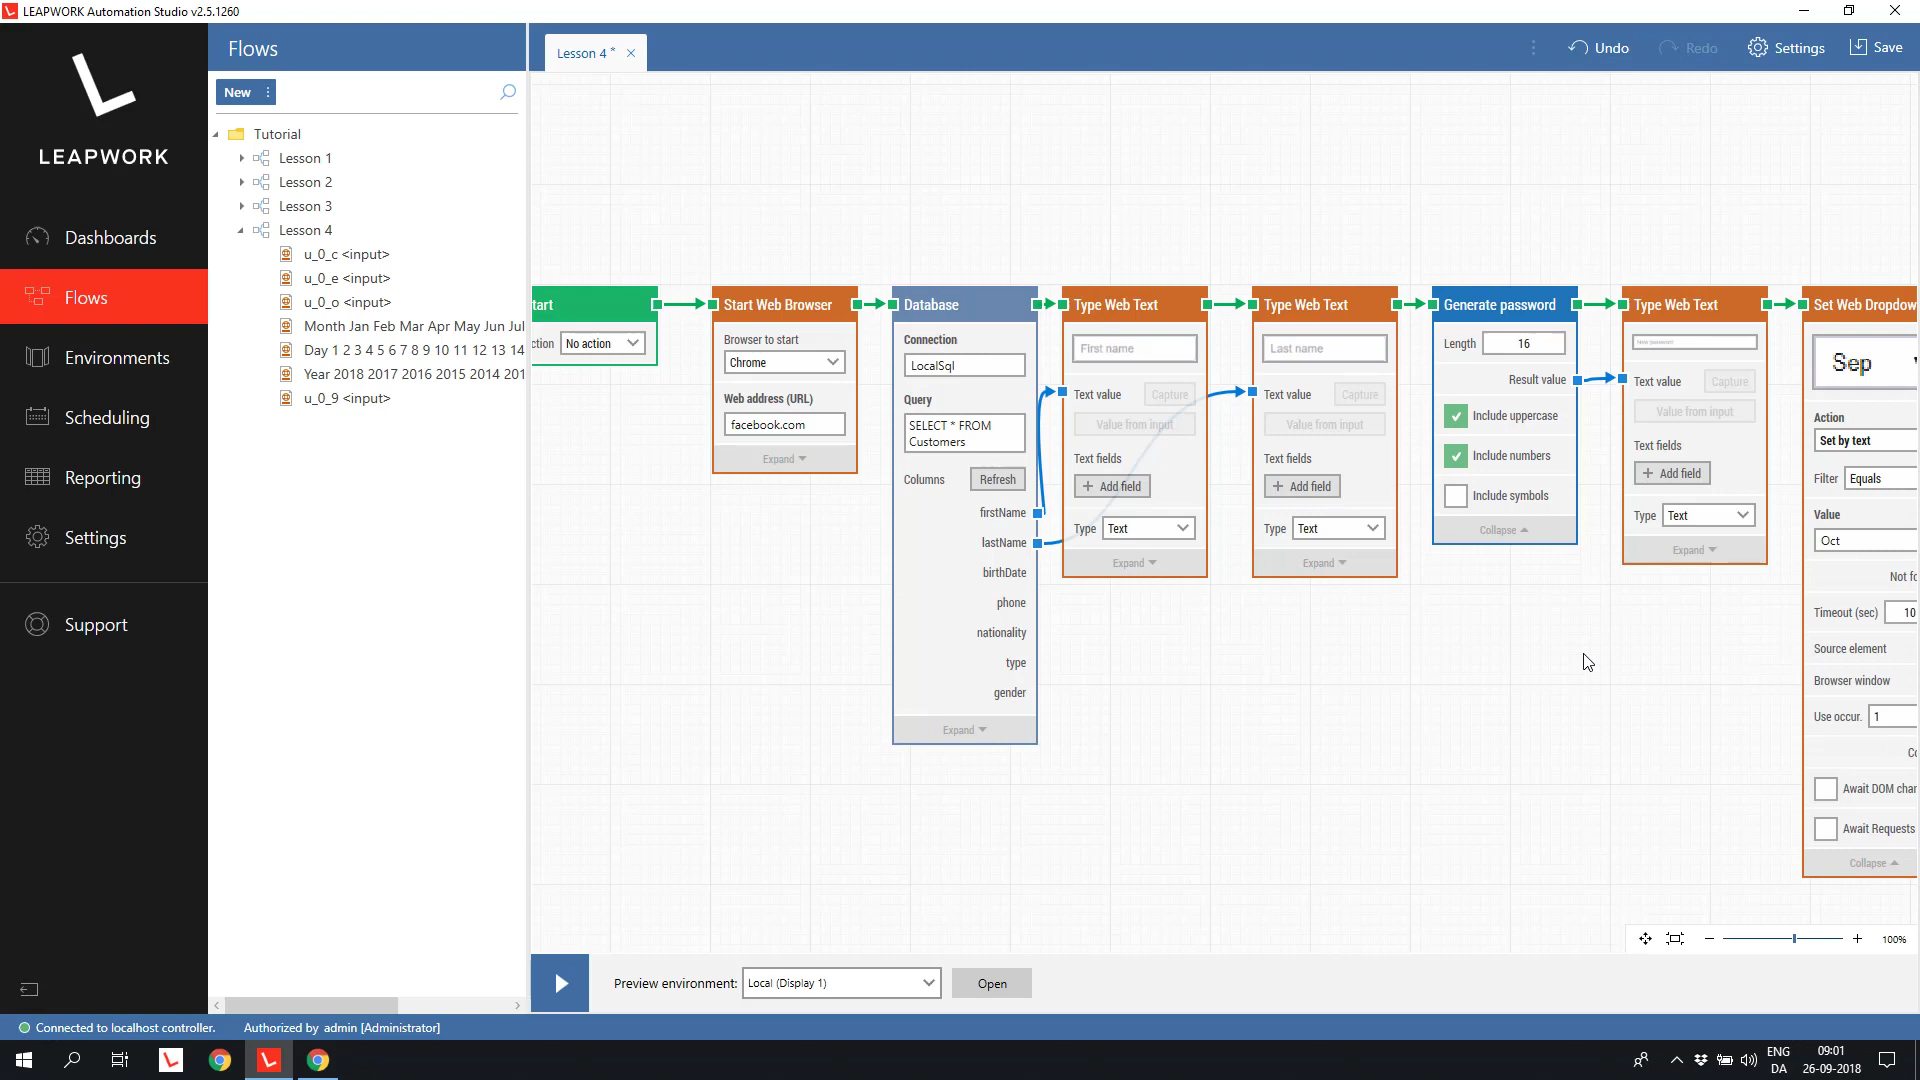 LEAPWORK Automation Studio v2.5.1260
LEAPWORK
Dashboards
Flows
Environments
Scheduling
Reporting
Settings
Support
Flows
New
Tutorial
Lesson 1
Lesson 2
Lesson 3
Lesson 4
u_0_c <input>
u_0_e <input>
u_0_o <input>
Month Jan Feb Mar Apr May Jun Jul
Day 1 2 3 4 5 6 7 8 9 10 11 12 13 14
Year 2018 2017 2016 2015 2014 201
u_0_9 <input>
Lesson 4 *
Undo
Redo
Settings
Save
tart
ction
No action
Start Web Browser
Browser to start
Chrome
Web address (URL)
facebook.com
Expand
Database
Connection
LocalSql
Query
SELECT * FROM
Customers
Columns
Refresh
firstName
lastName
birthDate
phone
nationality
type
gender
Expand
Type Web Text
First name
Text value
Capture
Value from input
Text fields
+ Add field
Type
Text
Expand
Type Web Text
Last name
Text value
Capture
Value from input
Text fields
+ Add field
Type
Text
Expand
Generate password
Length
16
Result value
Include uppercase
Include numbers
Include symbols
Collapse
Type Web Text
New password
Text value
Capture
Value from input
Text fields
+ Add field
Type
Text
Expand
Set Web Dropdow
Sep
Action
Set by text
Filter
Equals
Value
Oct
Not fo
Timeout (sec)
10
Source element
Browser window
Use occur.
1
Co
Await DOM char
Await Requests
Collapse
100%
Preview environment:
Local (Display 1)
Open
Connected to localhost controller.
Authorized by admin [Administrator]
ENG
DA
09:01
26-09-2018